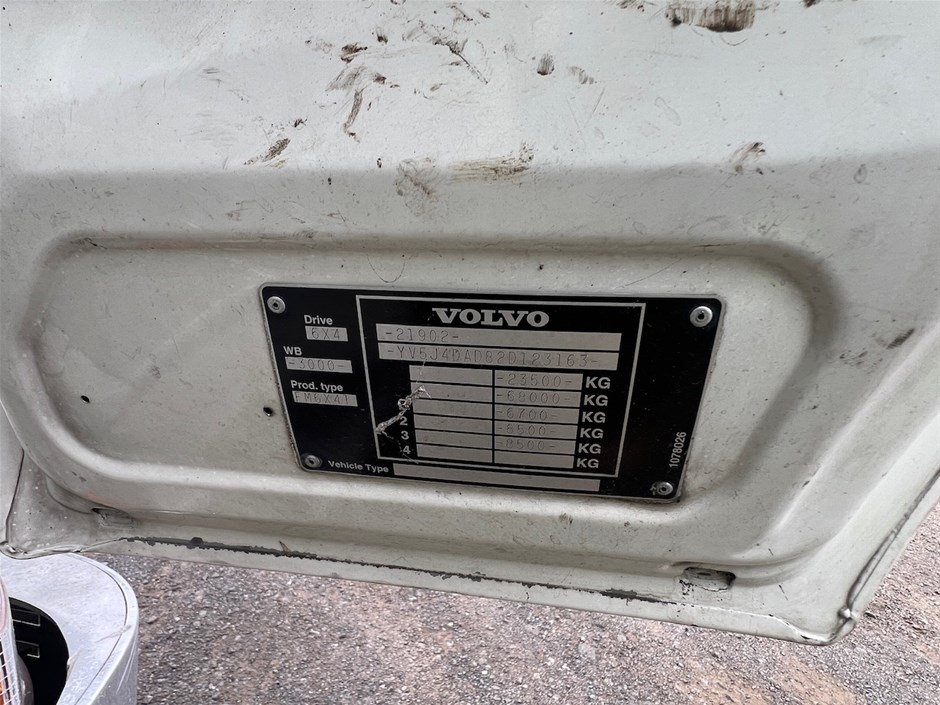 VOLVO
Drive
6X4
-21902-
WB
-3000-
-YV5J4DAD82D123163-
Prod. type
FM6X4T
-23500- KG
-68000- KG
-6700- KG
2 -8500- KG
3 -8500- KG
4 KG
Vehicle Type
1078026